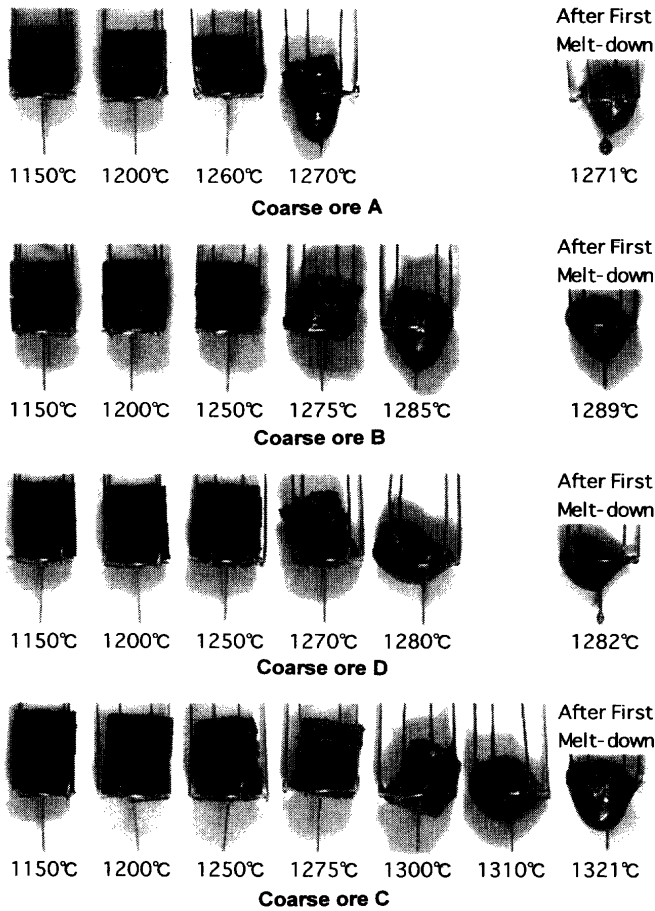 After First
Melt-down
1150℃ 1200℃ 1260℃ 1270℃ 1271℃
Coarse ore A
After First
Melt-down
1150℃ 1200℃ 1250℃ 1275℃ 1285℃ 1289℃
Coarse ore B
After First
Melt-down
1150℃ 1200℃ 1250℃ 1270℃ 1280℃ 1282℃
Coarse ore D
After First
Melt-down
1150℃ 1200℃ 1250℃ 1275℃ 1300℃ 1310℃ 1321℃
Coarse ore C